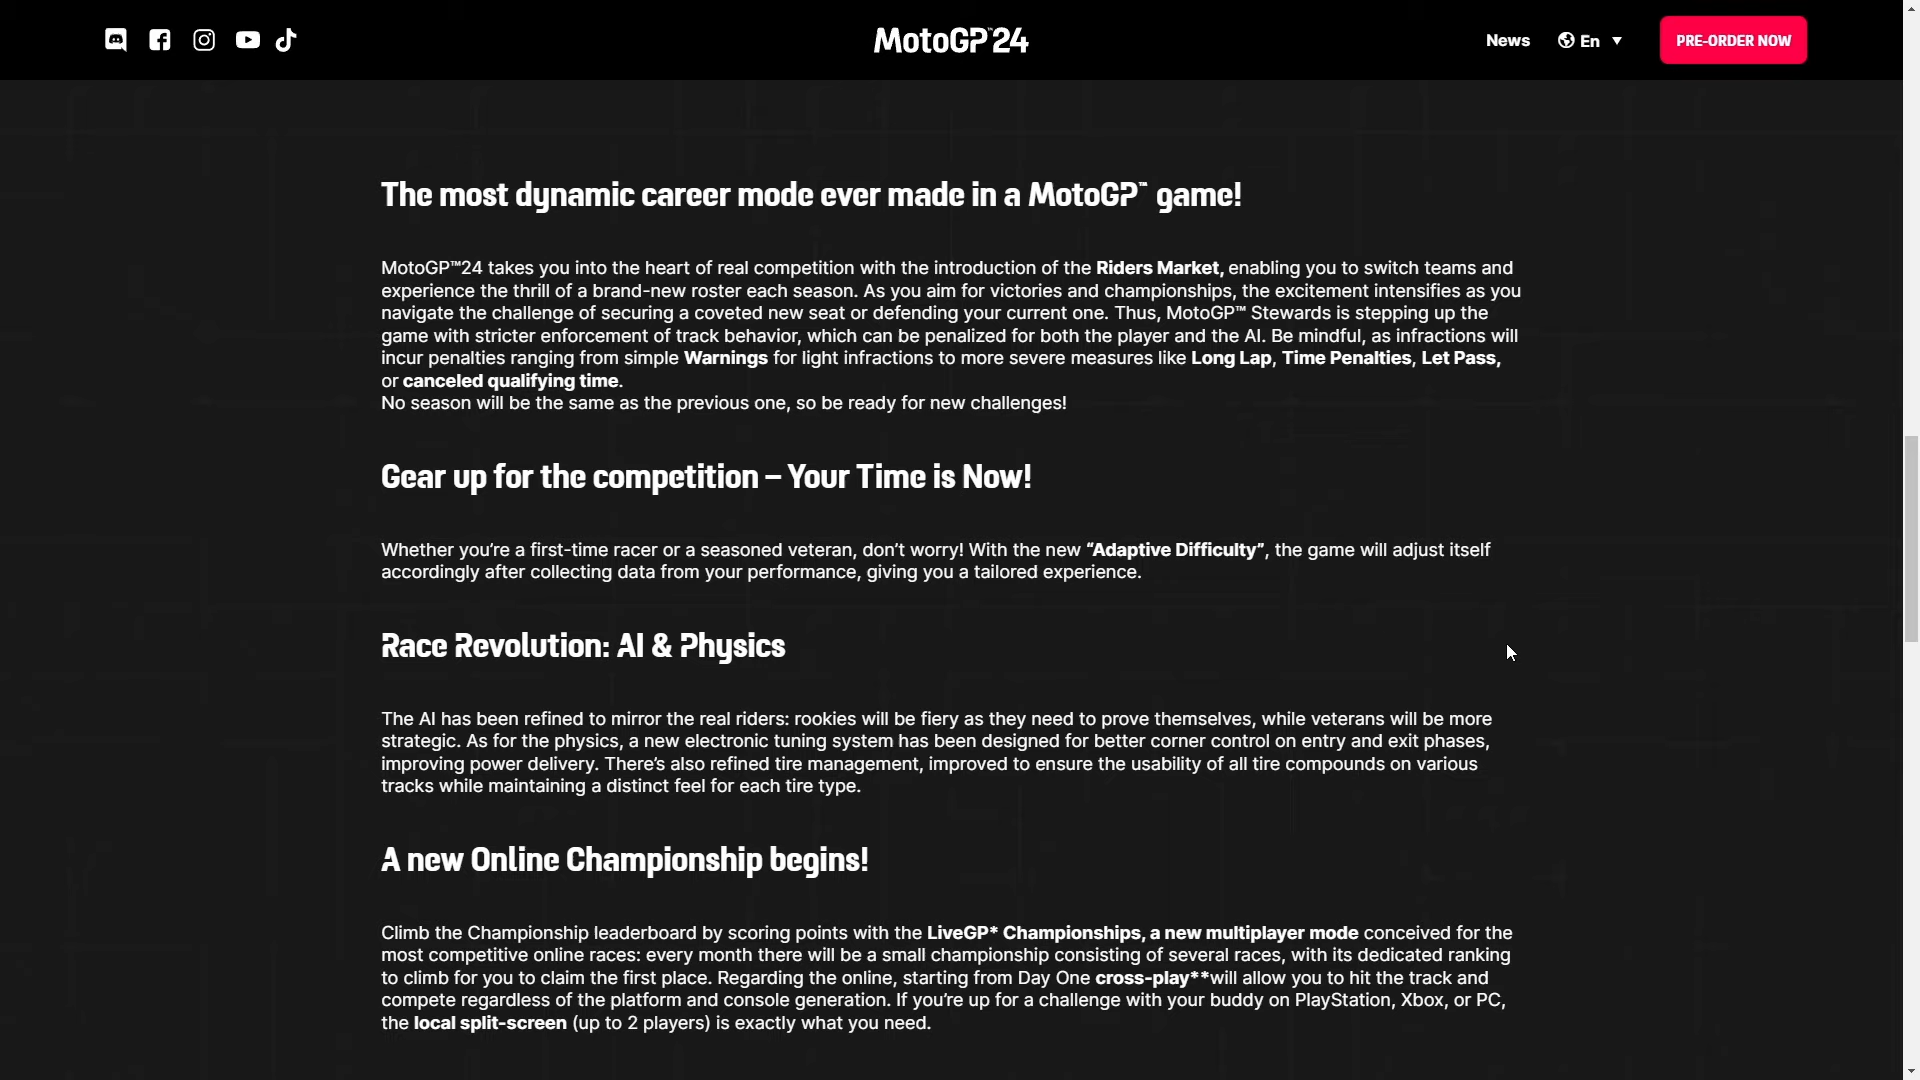 MotoGP™24
News
En
PRE-ORDER NOW
The most dynamic career mode ever made in a MotoGP™ game!
MotoGP™24 takes you into the heart of real competition with the introduction of the Riders Market, enabling you to switch teams and
experience the thrill of a brand-new roster each season. As you aim for victories and championships, the excitement intensifies as you
navigate the challenge of securing a coveted new seat or defending your current one. Thus, MotoGP™ Stewards is stepping up the
game with stricter enforcement of track behavior, which can be penalized for both the player and the AI. Be mindful, as infractions will
incur penalties ranging from simple Warnings for light infractions to more severe measures like Long Lap, Time Penalties, Let Pass,
or canceled qualifying time.
No season will be the same as the previous one, so be ready for new challenges!
Gear up for the competition – Your Time is Now!
Whether you’re a first-time racer or a seasoned veteran, don’t worry! With the new “Adaptive Difficulty”, the game will adjust itself
accordingly after collecting data from your performance, giving you a tailored experience.
Race Revolution: AI & Physics
The AI has been refined to mirror the real riders: rookies will be fiery as they need to prove themselves, while veterans will be more
strategic. As for the physics, a new electronic tuning system has been designed for better corner control on entry and exit phases,
improving power delivery. There’s also refined tire management, improved to ensure the usability of all tire compounds on various
tracks while maintaining a distinct feel for each tire type.
A new Online Championship begins!
Climb the Championship leaderboard by scoring points with the LiveGP* Championships, a new multiplayer mode conceived for the
most competitive online races: every month there will be a small championship consisting of several races, with its dedicated ranking
to climb for you to claim the first place. Regarding the online, starting from Day One cross-play**will allow you to hit the track and
compete regardless of the platform and console generation. If you’re up for a challenge with your buddy on PlayStation, Xbox, or PC,
the local split-screen (up to 2 players) is exactly what you need.